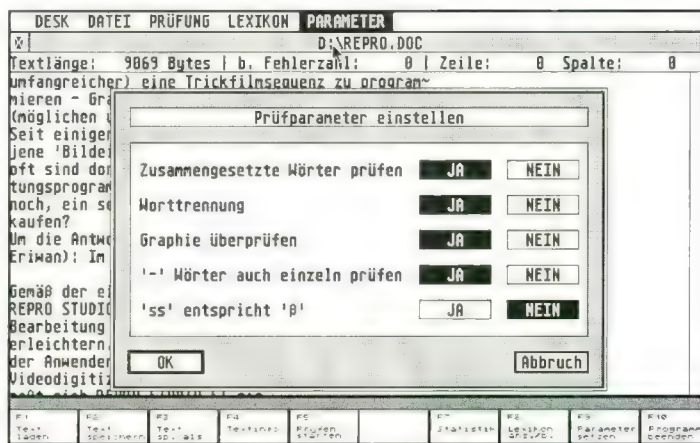 DESK DATEI PRÜFUNG LEXIKON PARAMETER
D:\REPRO.DOC
Textlänge: 9869 Bytes | b. Fehlerzahl: 0 | Zeile: 0 Spalte: 0
umfangreicher) eine Trickfilmsequenz zu program~
mieren - Gra
(möglichen
Seit einigen
jene 'Bilde
oft sind don
tungsprogram
noch, ein se
kaufen?
Um die Antwo
Eriwan): Im
Gemäß der ei
REPRO STUDIO
Bearbeitung
erleichtern.
der Anwender
Videodigitiz
Prüfparameter einstellen
Zusammengesetzte Wörter prüfen JA NEIN
Worttrennung JA NEIN
Graphie überprüfen JA NEIN
'-' Wörter auch einzeln prüfen JA NEIN
'ss' entspricht 'ß' JA NEIN
OK Abbruch
F1 F2 F3 F4 F5 F7 F8 F9 F10
Text laden
Text speichern
Text sp. als
Textinfo
Prüfen starten
Statistik
Lexikon
Parameter setzen
Programm beenden